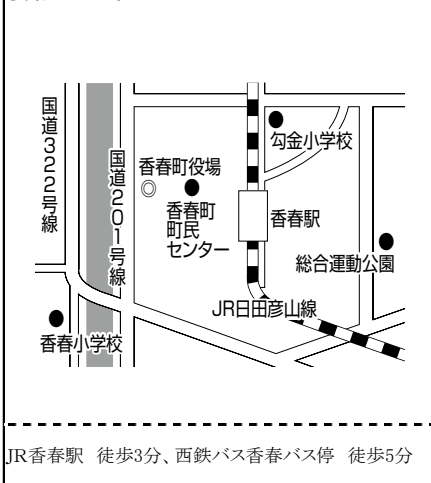 国道322号線
国道201号線
香春町役場
香春町
町民
センター
勾金小学校
香春駅
総合運動公園
JR日田彦山線
香春小学校
JR香春駅 徒歩3分、西鉄バス香春バス停 徒歩5分